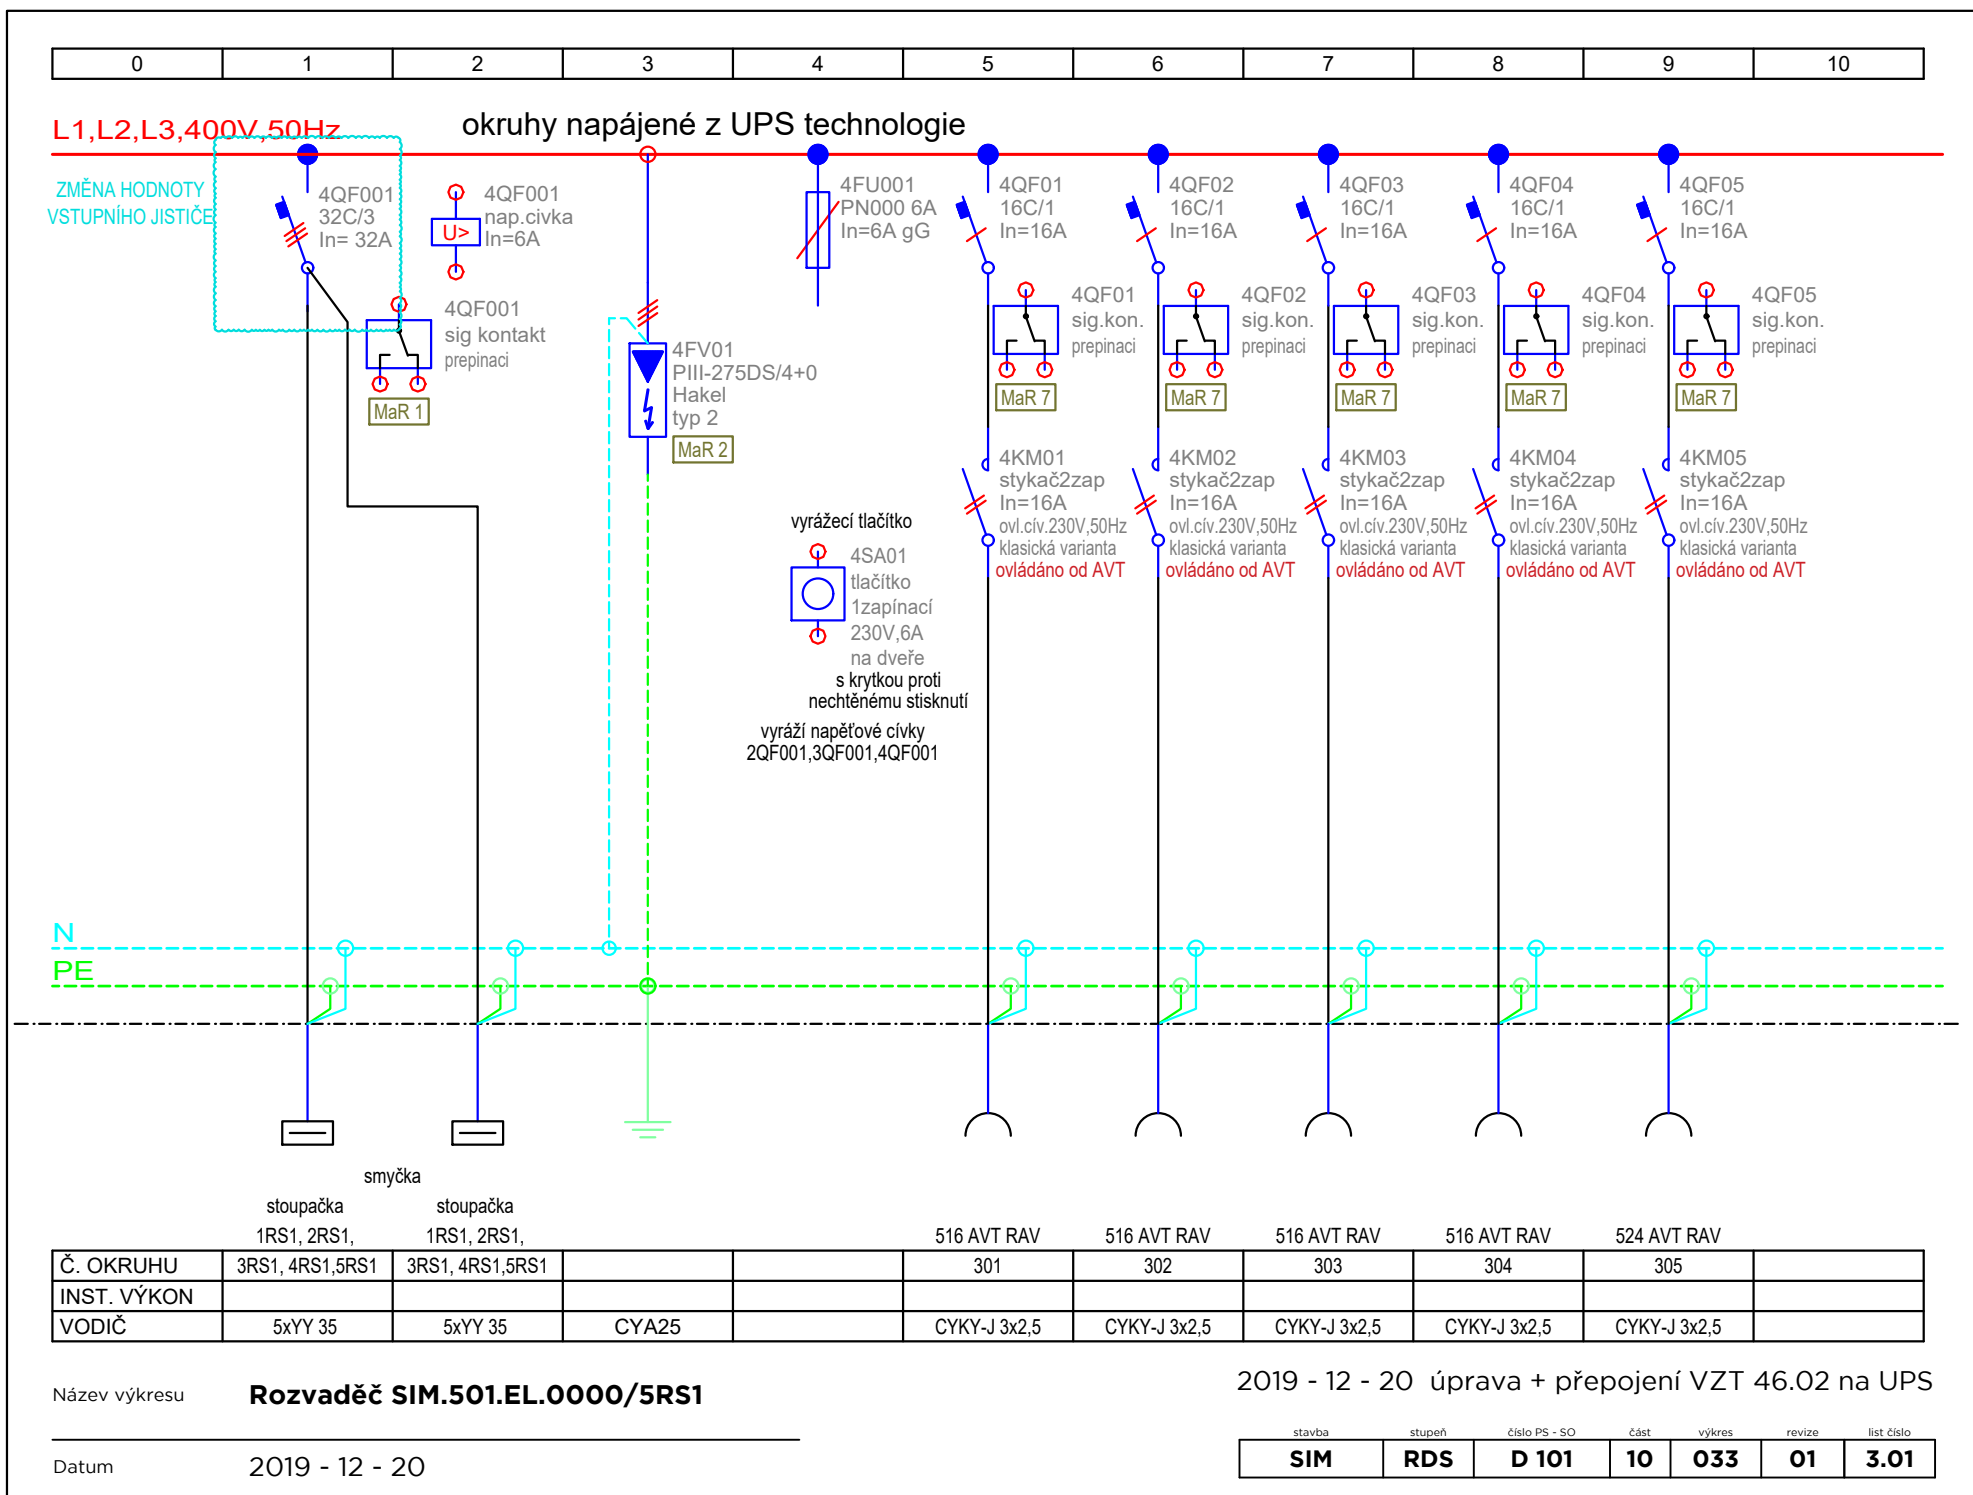 0 1 2 3 4 5 6 7 8 9 10
L1,L2,L3,400V,50Hz
okruhy napájené z UPS technologie
ZMĚNA HODNOTY
VSTUPNÍHO JISTIČE
4QF001
32C/3
In= 32A
4QF001
nap.civka
In=6A
U>
4QF001
sig kontakt
prepinaci
MaR 1
4FV01
PIII-275DS/4+0
Hakel
typ 2
MaR 2
4FU001
PN000 6A
In=6A gG
vyrážecí tlačítko
4SA01
tlačítko
1zapínací
230V,6A
na dveře
s krytkou proti
nechtěnému stisknutí
vyráží napěťové cívky
2QF001,3QF001,4QF001
4QF01
16C/1
In=16A
4QF01
sig.kon.
prepinaci
MaR 7
4KM01
stykač2zap
In=16A
ovl.cív.230V,50Hz
klasická varianta
ovládáno od AVT
4QF02
16C/1
In=16A
4QF02
sig.kon.
prepinaci
MaR 7
4KM02
stykač2zap
In=16A
ovl.cív.230V,50Hz
klasická varianta
ovládáno od AVT
4QF03
16C/1
In=16A
4QF03
sig.kon.
prepinaci
MaR 7
4KM03
stykač2zap
In=16A
ovl.cív.230V,50Hz
klasická varianta
ovládáno od AVT
4QF04
16C/1
In=16A
4QF04
sig.kon.
prepinaci
MaR 7
4KM04
stykač2zap
In=16A
ovl.cív.230V,50Hz
klasická varianta
ovládáno od AVT
4QF05
16C/1
In=16A
4QF05
sig.kon.
prepinaci
MaR 7
4KM05
stykač2zap
In=16A
ovl.cív.230V,50Hz
klasická varianta
ovládáno od AVT
N
PE
smyčka
stoupačka stoupačka
1RS1, 2RS1, 1RS1, 2RS1, 516 AVT RAV 516 AVT RAV 516 AVT RAV 516 AVT RAV 524 AVT RAV
Č. OKRUHU 3RS1, 4RS1,5RS1 3RS1, 4RS1,5RS1 301 302 303 304 305
INST. VÝKON
VODIČ 5xYY 35 5xYY 35 CYA25 CYKY-J 3x2,5 CYKY-J 3x2,5 CYKY-J 3x2,5 CYKY-J 3x2,5 CYKY-J 3x2,5
Název výkresu Rozvaděč SIM.501.EL.0000/5RS1
2019 - 12 - 20 úprava + přepojení VZT 46.02 na UPS
Datum 2019 - 12 - 20
stavba stupeň číslo PS - SO část výkres revize list číslo
SIM RDS D 101 10 033 01 3.01